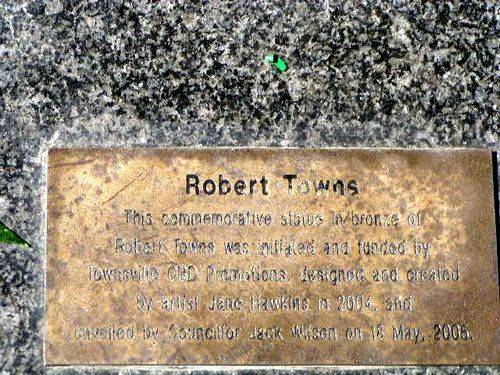 Robert Towns
This commemorative statue in bronze of
Robert Towns was initiated and funded by
Townsville CBD Promotions, designed and created
by artist Jane Hawkins in 2004, and
unveiled by Councillor Jack Wilson on 18 May, 2005.